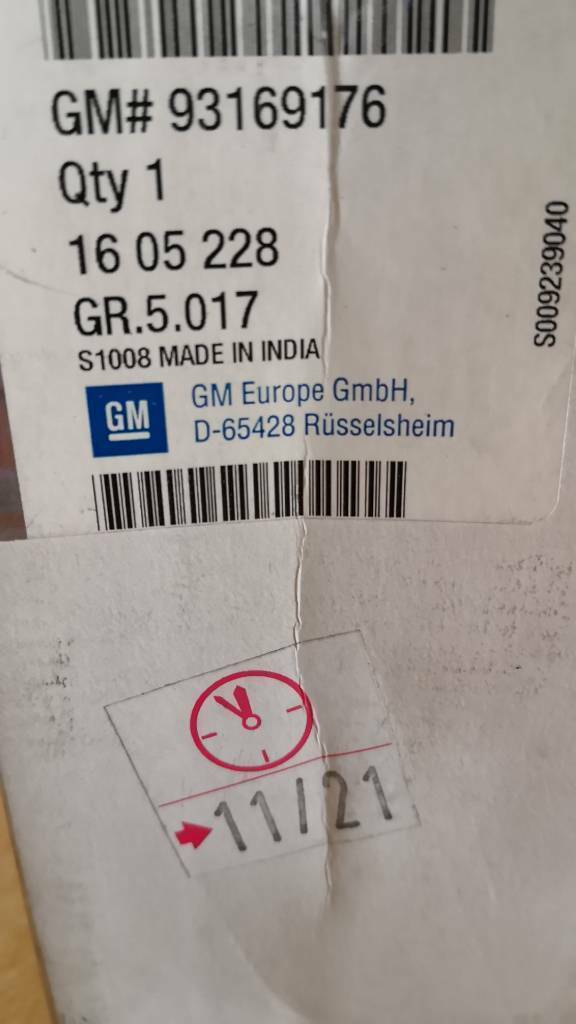 GM# 93169176
Qty 1
16 05 228
GR.5.017
S1008 MADE IN INDIA
GM
GM Europe GmbH,
D-65428 Rüsselsheim
S009239040
11/21